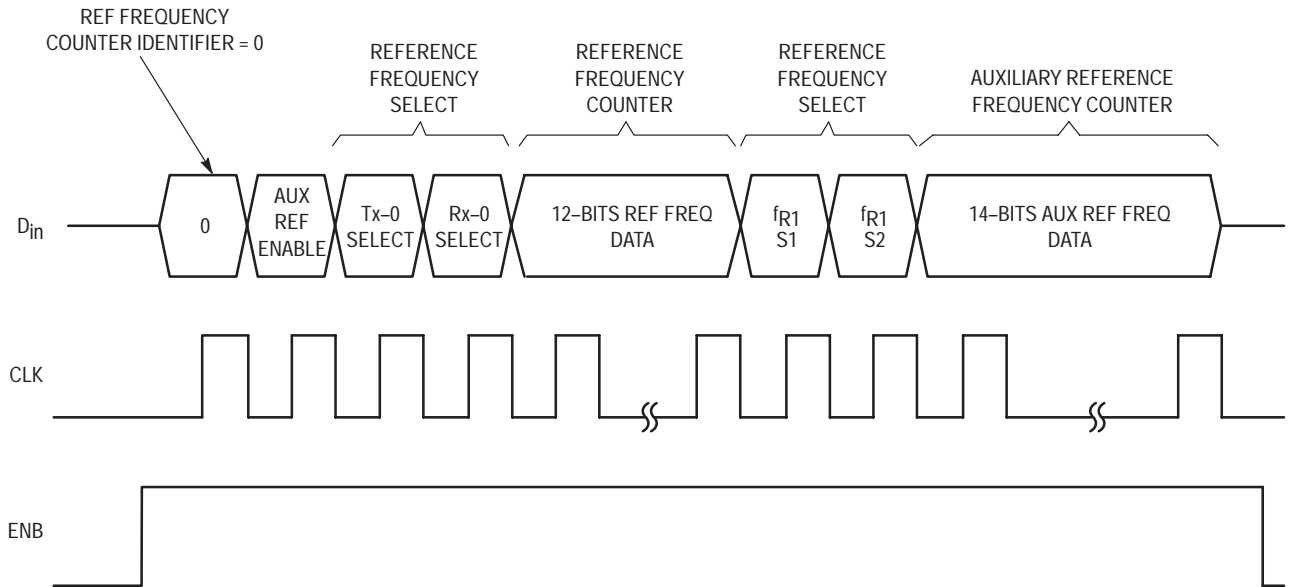 REF FREQUENCY
COUNTER IDENTIFIER = 0
REFERENCE
FREQUENCY
SELECT
REFERENCE
FREQUENCY
COUNTER
REFERENCE
FREQUENCY
SELECT
AUXILIARY REFERENCE
FREQUENCY COUNTER
Din
0
AUX
REF
ENABLE
Tx–0
SELECT
Rx–0
SELECT
12–BITS REF FREQ
DATA
fR1
S1
fR1
S2
14–BITS AUX REF FREQ
DATA
CLK
ENB